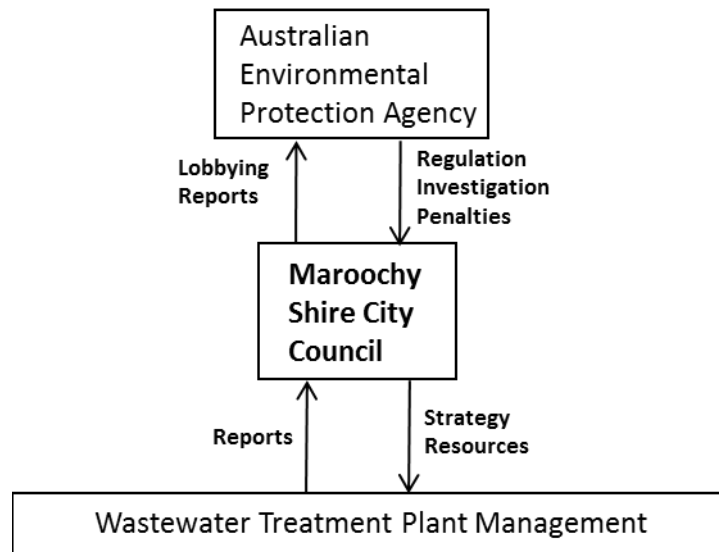 Australian
Environmental
Protection Agency
Lobbying
Reports
Regulation
Investigation
Penalties
Maroochy
Shire City
Council
Reports
Strategy
Resources
Wastewater Treatment Plant Management